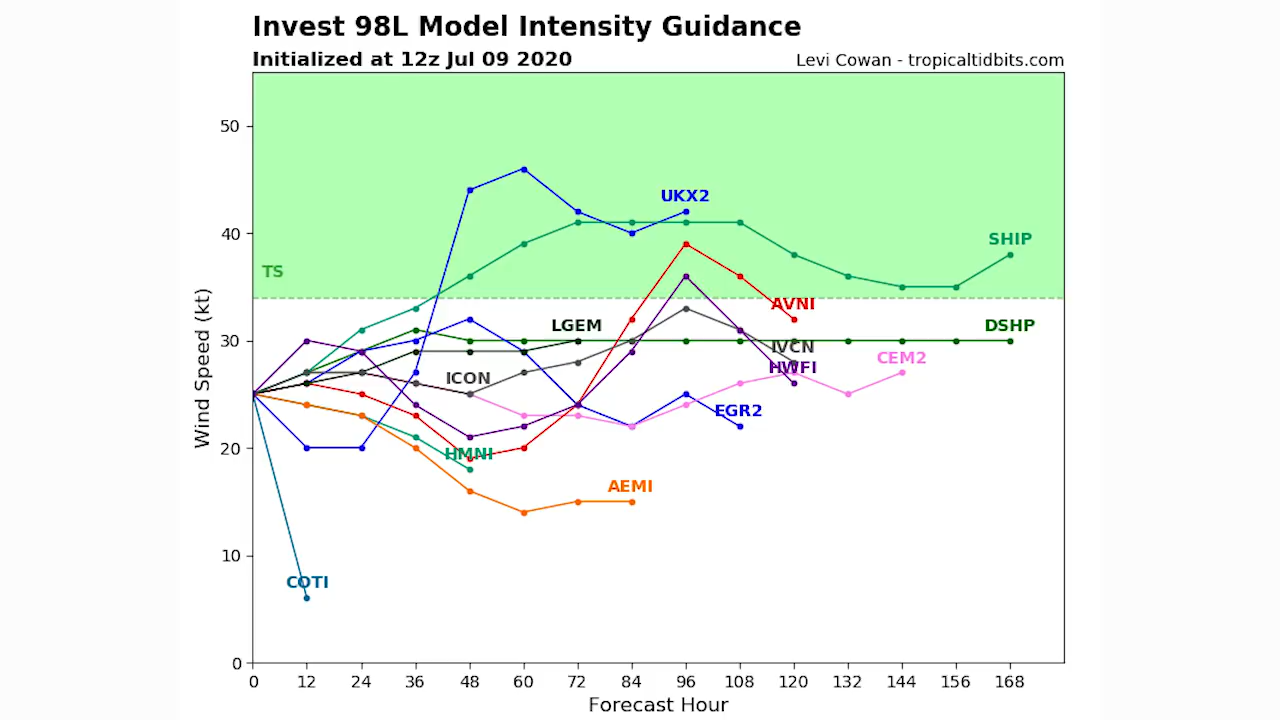 Invest 98L Model Intensity Guidance
Initialized at 12z Jul 09 2020
Levi Cowan - tropicaltidbits.com
Wind Speed (kt)
50
40
30
20
10
0
TS
UKX2
SHIP
AVNI
LGEM
DSHP
IVCN
CEM2
HWFI
ICON
EGR2
HMNI
AEMI
COTI
0 12 24 36 48 60 72 84 96 108 120 132 144 156 168
Forecast Hour